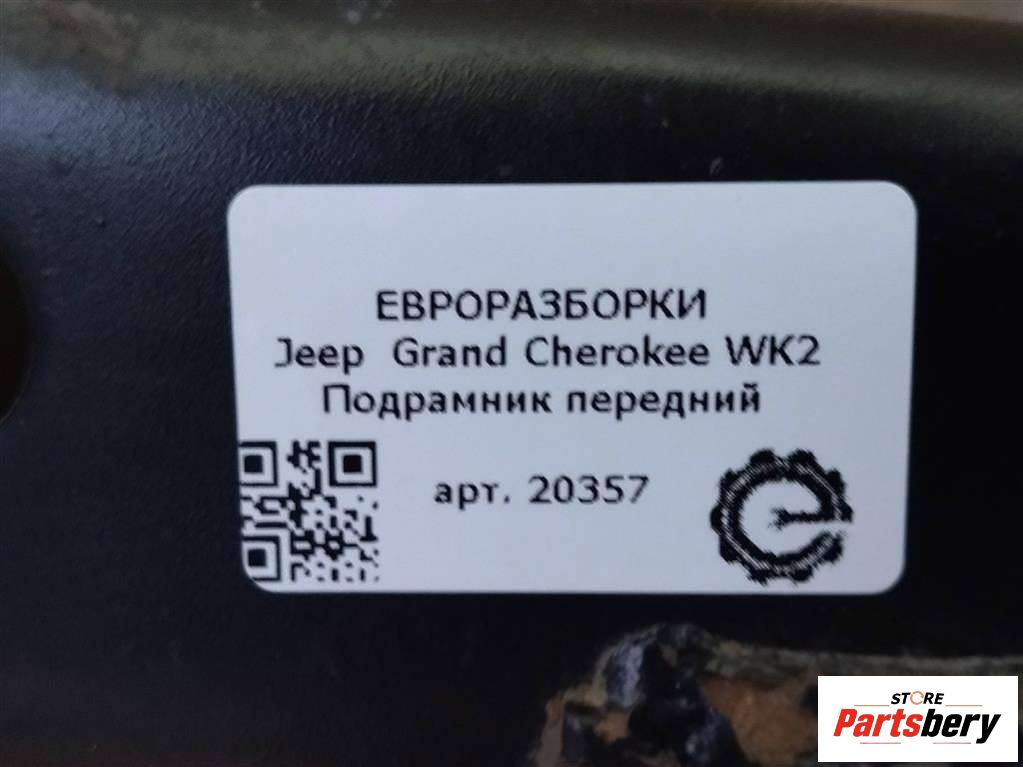 ЕВРОРАЗБОРКИ
Jeep Grand Cherokee WK2
Подрамник передний
арт. 20357
STORE
Partsbery